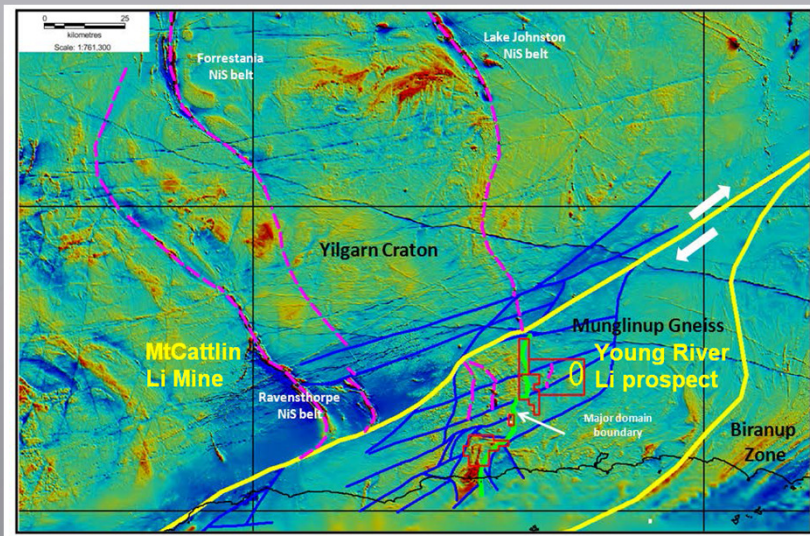 0 25
kilometres
Scale: 1:761,300
Forrestania
NiS belt
Lake Johnston
NiS belt
Yilgarn Craton
Munglinup Gneiss
MtCattlin
Li Mine
Young River
Li prospect
Ravensthorpe
NiS belt
Major domain
boundary
Biranup
Zone